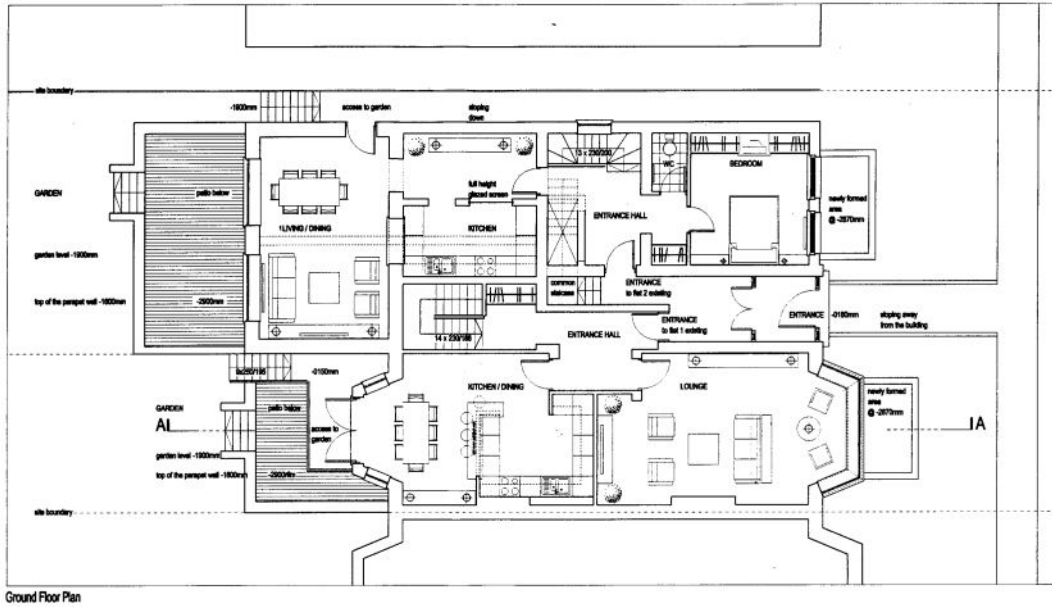 site boundary
-1900mm
access to garden
sloping
down
13 x 230/200
WC
BEDROOM
GARDEN
patio below
full height
glazed screen
newly formed
area
@ -2870mm
ENTRANCE HALL
LIVING / DINING
KITCHEN
garden level -1900mm
common
staircase
ENTRANCE
to flat 2 existing
top of the parapet wall -1600mm
-2900mm
ENTRANCE
-0160mm
sloping away
from the building
ENTRANCE
to flat 1 existing
14 x 230/186
ENTRANCE HALL
-0150mm
KITCHEN / DINING
LOUNGE
newly formed
area
@ -2870mm
GARDEN
patio below
A
access to
garden
A
garden level -1900mm
top of the parapet wall -1600mm
-2900mm
site boundary
Ground Floor Plan